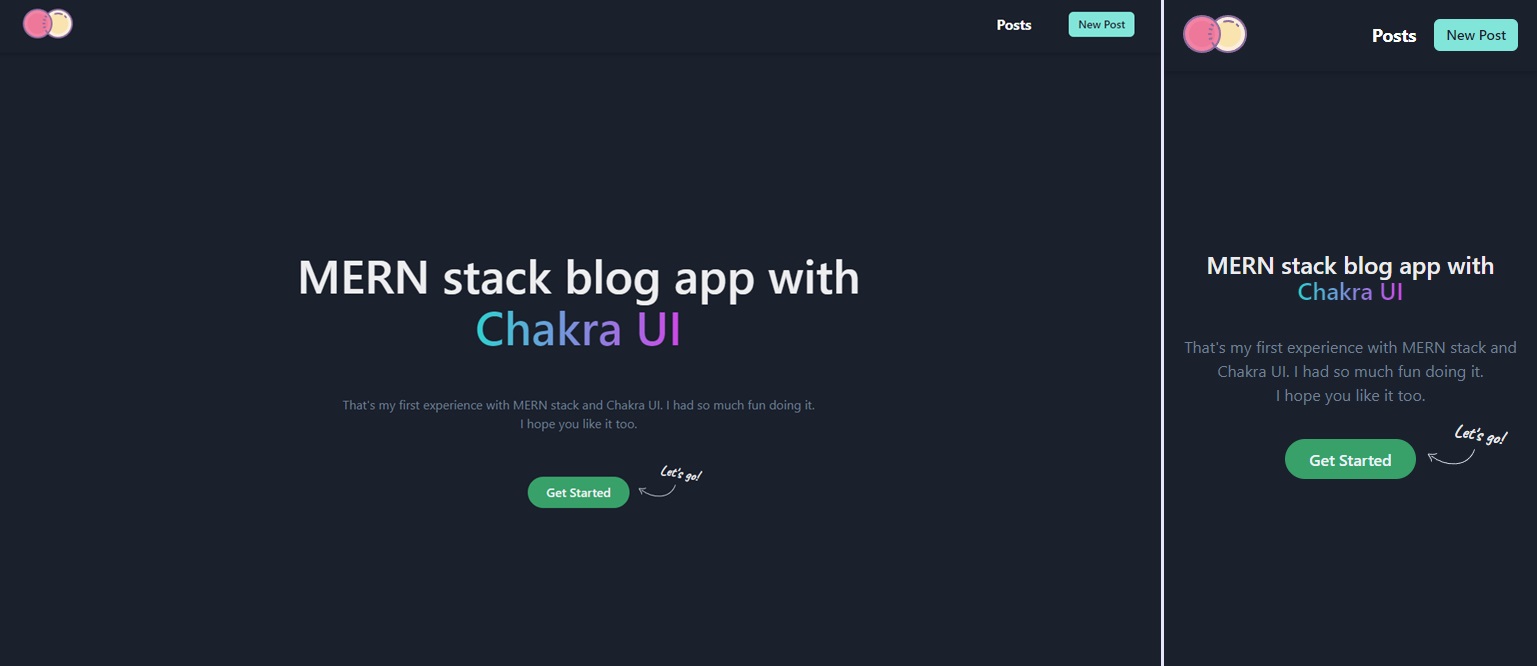 Posts
New Post
MERN stack blog app with
Chakra UI
That's my first experience with MERN stack and Chakra UI. I had so much fun doing it.
I hope you like it too.
Let's go!
Get Started
Posts
New Post
MERN stack blog app with
Chakra UI
That's my first experience with MERN stack and
Chakra UI. I had so much fun doing it.
I hope you like it too.
Let's go!
Get Started